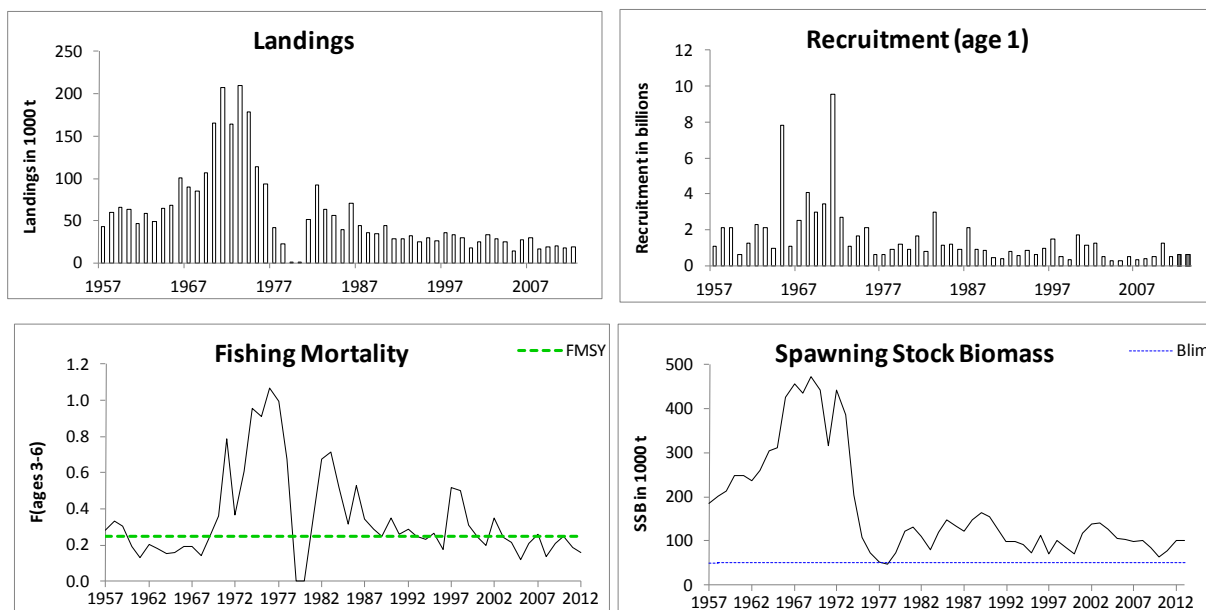 Landings
Landings in 1000 t
250
200
150
100
50
0
1957 1967 1977 1987 1997 2007
Recruitment (age 1)
Recruitment in billions
12
10
8
6
4
2
0
1957 1967 1977 1987 1997 2007
Fishing Mortality
FMSY
F(ages 3-6)
1.2
1.0
0.8
0.6
0.4
0.2
0.0
1957 1962 1967 1972 1977 1982 1987 1992 1997 2002 2007 2012
Spawning Stock Biomass
Blim
SSB in 1000 t
500
400
300
200
100
0
1957 1962 1967 1972 1977 1982 1987 1992 1997 2002 2007 2012